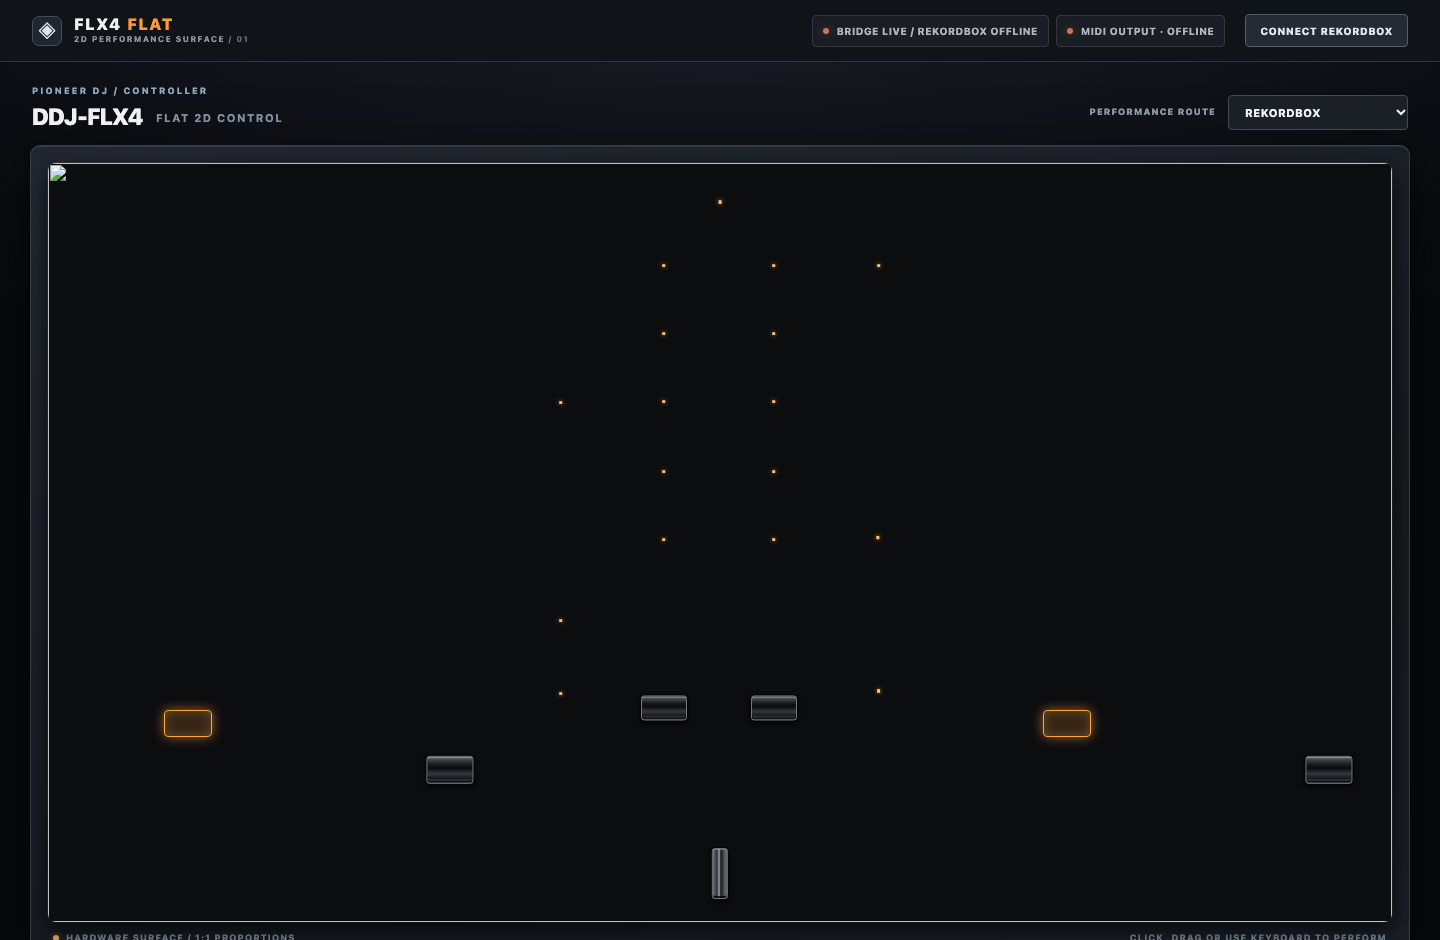 FLX4 FLAT
2D PERFORMANCE SURFACE / 01
BRIDGE LIVE / REKORDBOX OFFLINE
MIDI OUTPUT · OFFLINE
CONNECT REKORDBOX
PIONEER DJ / CONTROLLER
DDJ-FLX4 FLAT 2D CONTROL
PERFORMANCE ROUTE
REKORDBOX
HARDWARE SURFACE / 1:1 PROPORTIONS
CLICK, DRAG OR USE KEYBOARD TO PERFORM